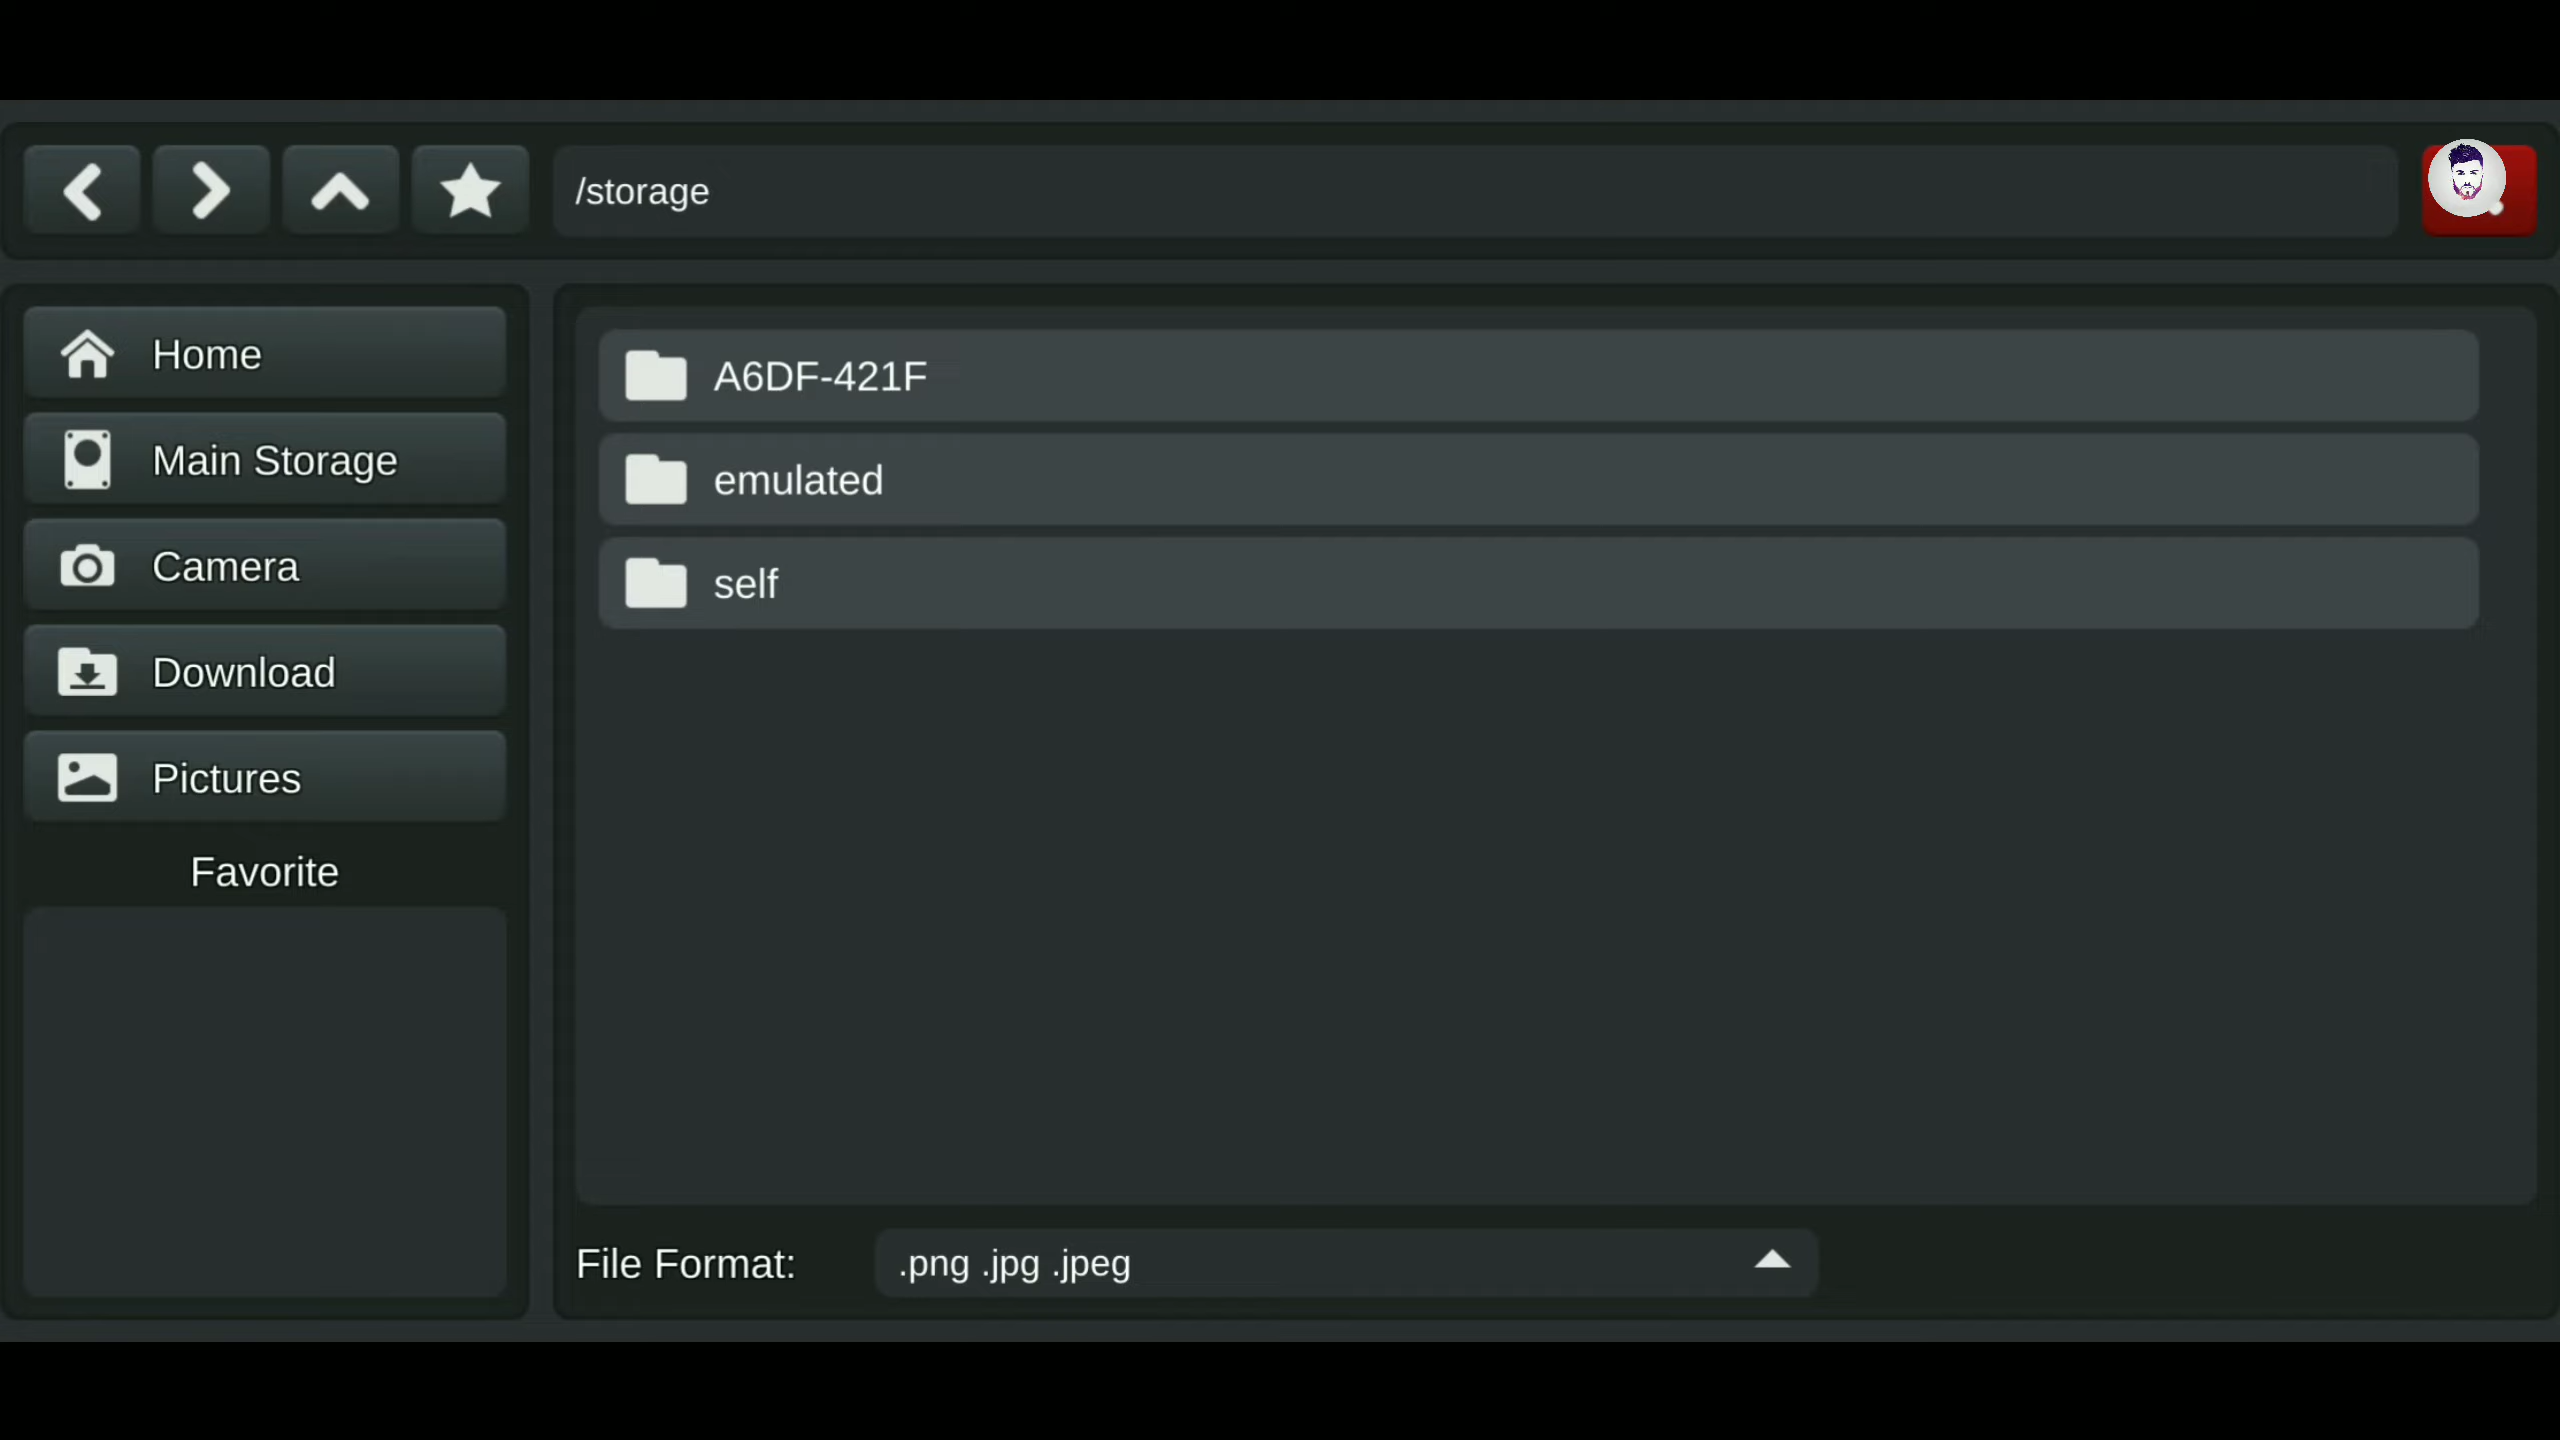 /storage
Home
Main Storage
Camera
Download
Pictures
Favorite
A6DF-421F
emulated
self
File Format:
.png .jpg .jpeg